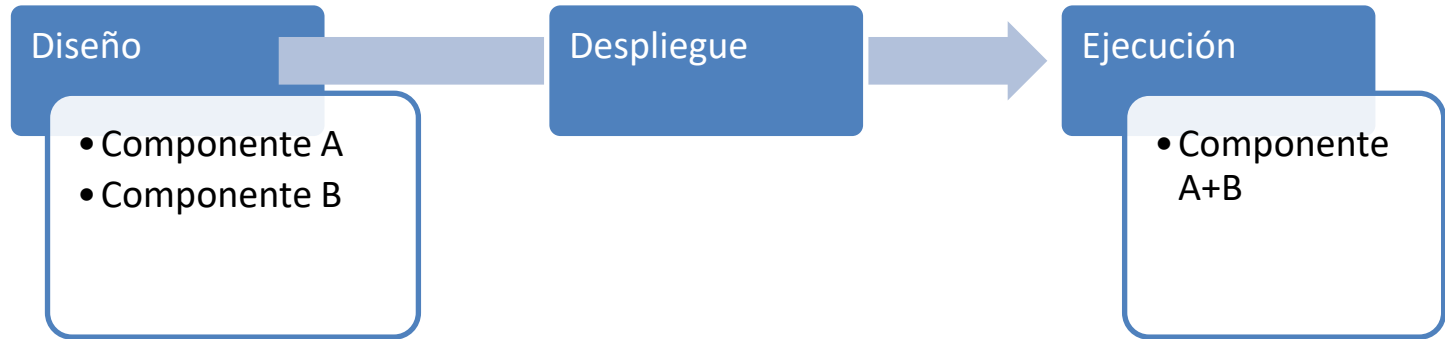 Diseño
• Componente A
• Componente B
Despliegue
Ejecución
• Componente
A+B